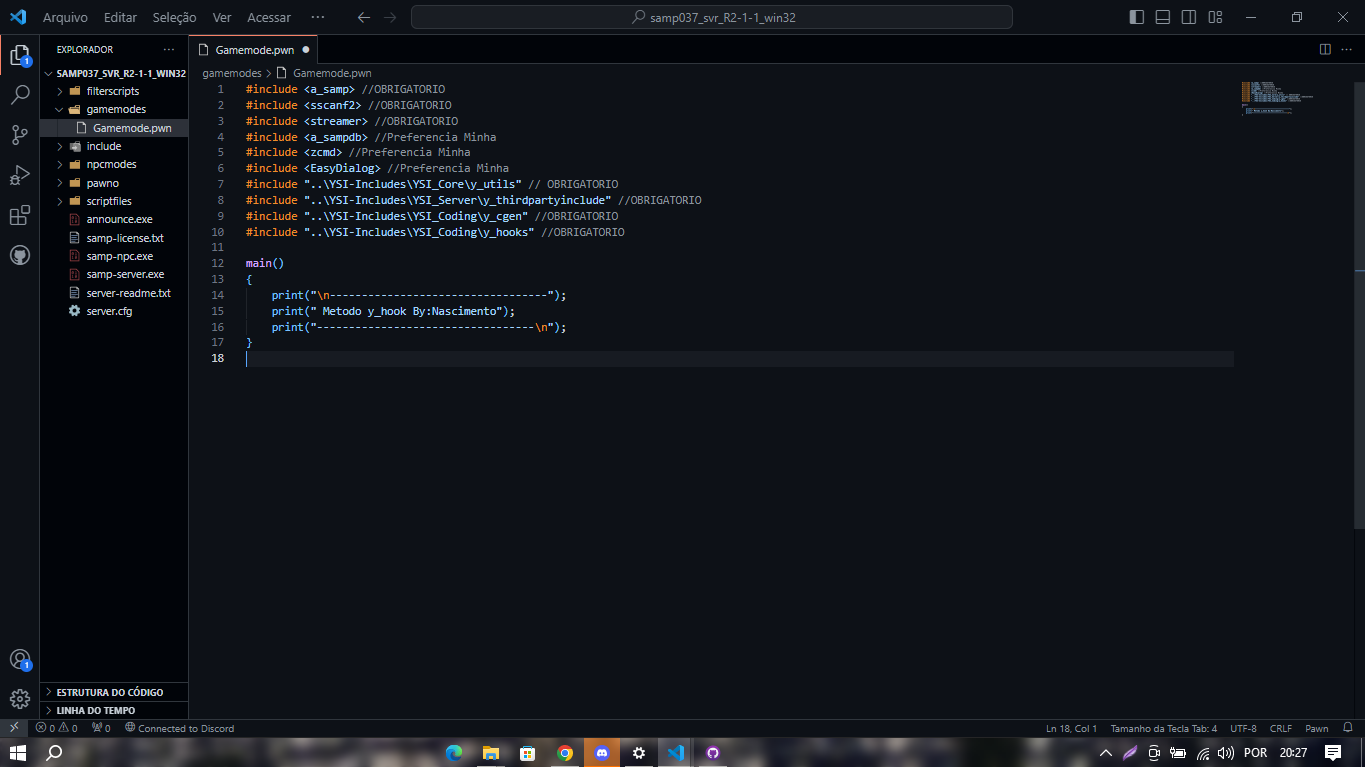 Arquivo Editar Seleção Ver Acessar ···
samp037_svr_R2-1-1_win32
EXPLORADOR ···
SAMP037_SVR_R2-1-1_WIN32
filterscripts
gamemodes
Gamemode.pwn
include
npcmodes
pawno
scriptfiles
announce.exe
samp-license.txt
samp-npc.exe
samp-server.exe
server-readme.txt
server.cfg
ESTRUTURA DO CÓDIGO
LINHA DO TEMPO
1
1
Gamemode.pwn
gamemodes > Gamemode.pwn
1 #include <a_samp> //OBRIGATORIO
2 #include <sscanf2> //OBRIGATORIO
3 #include <streamer> //OBRIGATORIO
4 #include <a_sampdb> //Preferencia Minha
5 #include <zcmd> //Preferencia Minha
6 #include <EasyDialog> //Preferencia Minha
7 #include "..\YSI-Includes\YSI_Core\y_utils" // OBRIGATORIO
8 #include "..\YSI-Includes\YSI_Server\y_thirdpartyinclude" //OBRIGATORIO
9 #include "..\YSI-Includes\YSI_Coding\y_cgen" //OBRIGATORIO
10 #include "..\YSI-Includes\YSI_Coding\y_hooks" //OBRIGATORIO
11
12 main()
13 {
14 print("\n----------------------------------");
15 print(" Metodo y_hook By:Nascimento");
16 print("----------------------------------\n");
17 }
18
0 0 0 Connected to Discord
Ln 18, Col 1 Tamanho da Tecla Tab: 4 UTF-8 CRLF Pawn
POR 20:27